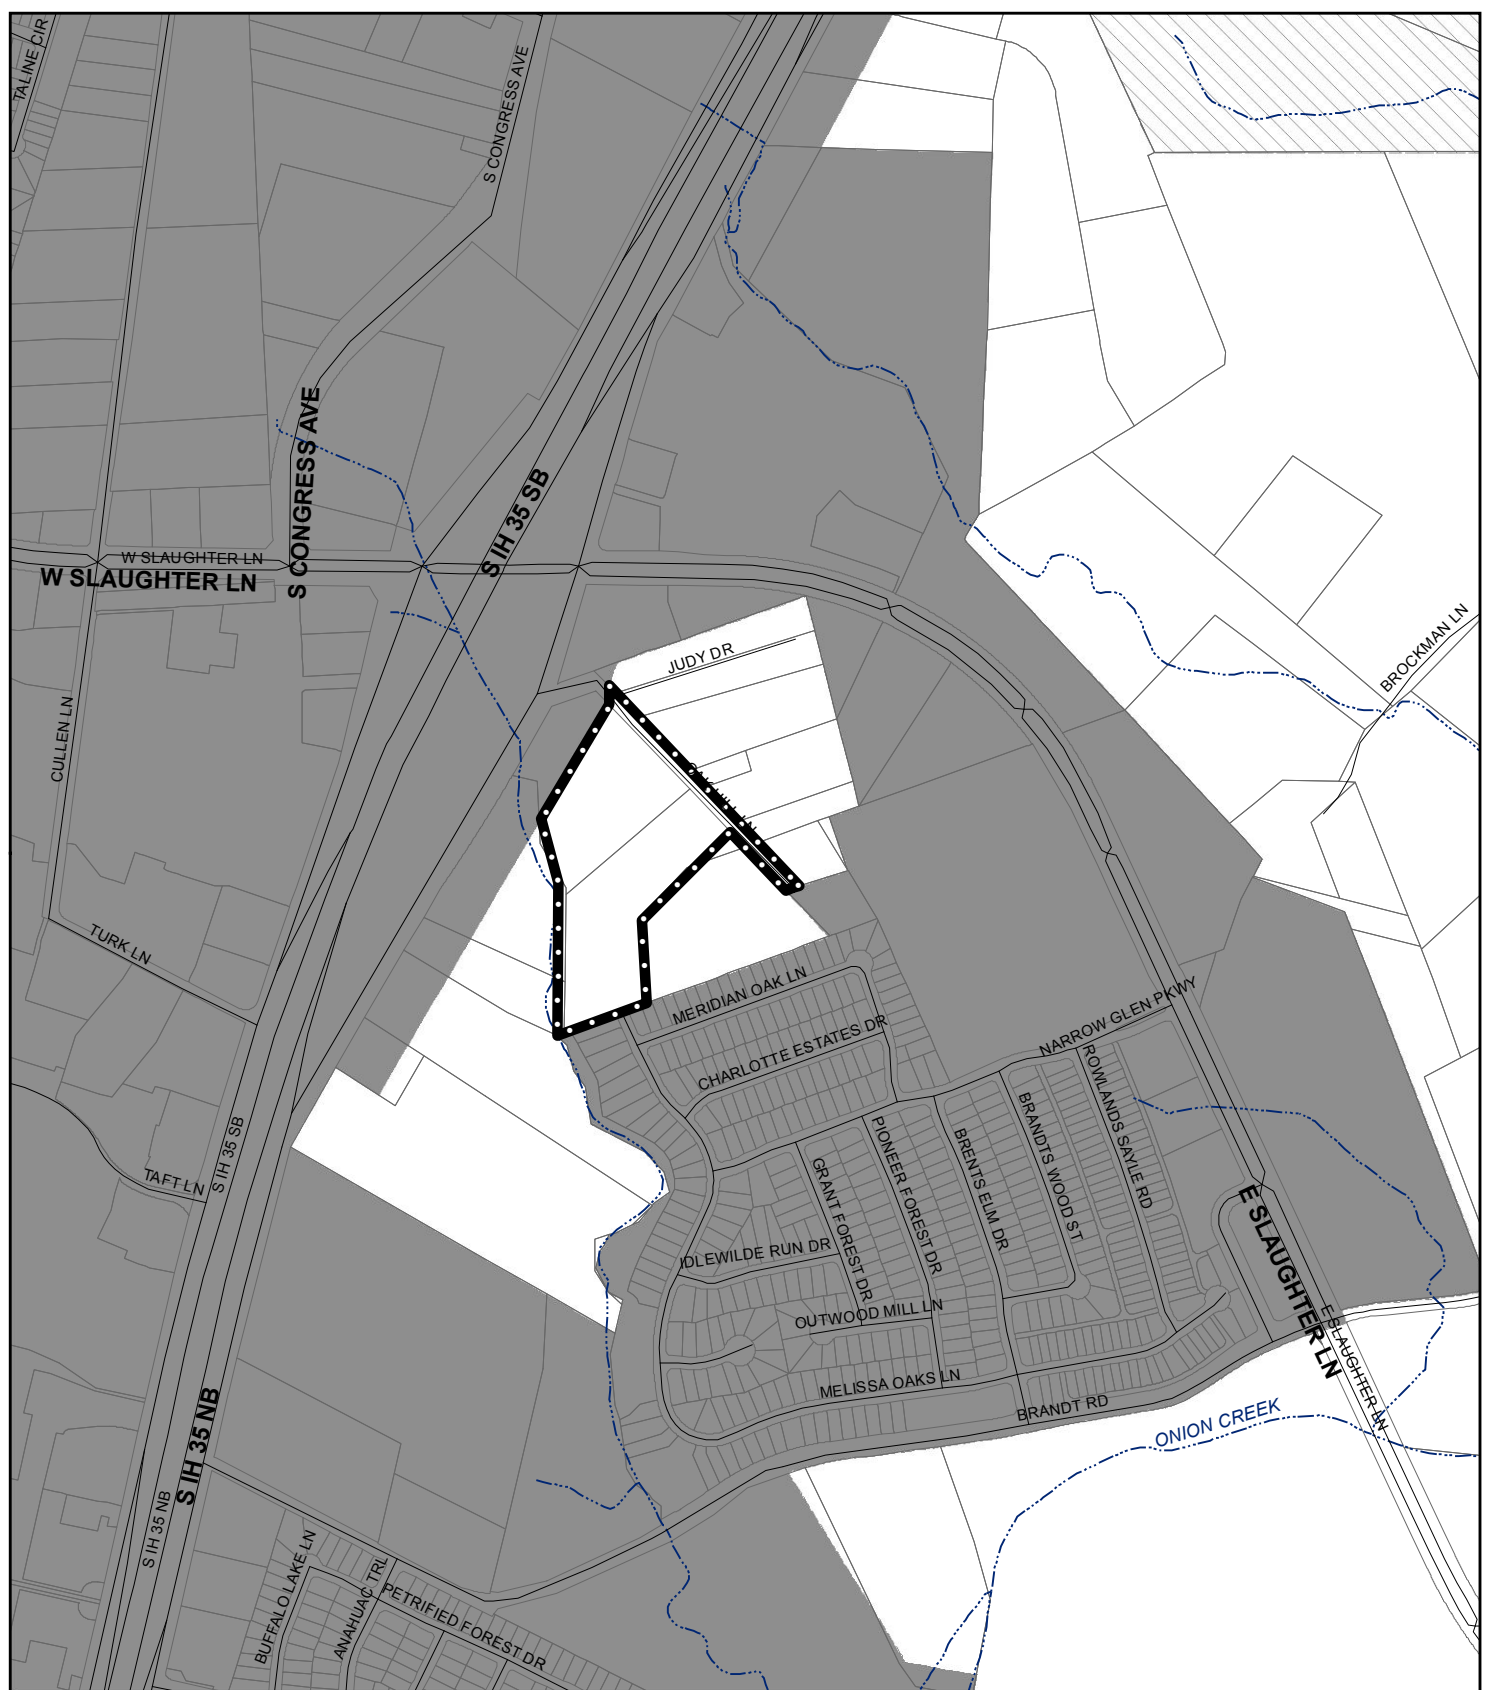 TALINE CIR
S CONGRESS AVE
S CONGRESS AVE
S IH 35 SB
W SLAUGHTER LN
W SLAUGHTER LN
BROCKMAN LN
JUDY DR
CULLEN LN
TURK LN
MERIDIAN OAK LN
CHARLOTTE ESTATES DR
NARROW GLEN PKWY
ROWLANDS SAYLE RD
BRANDTS WOOD ST
BRENTS ELM DR
PIONEER FOREST DR
GRANT FOREST DR
S IH 35 SB
TAFT LN
IDLEWILDE RUN DR
OUTWOOD MILL LN
E SLAUGHTER LN
E SLAUGHTER LN
MELISSA OAKS LN
BRANDT RD
ONION CREEK
S IH 35 NB
S IH 35 NB
BUFFALO LAKE LN
ANAHUAC TRL
PETRIFIED FOREST DR